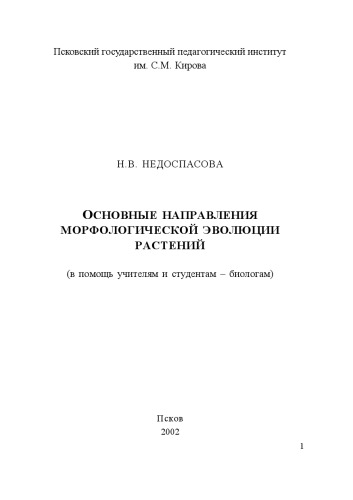 Псковский государственный педагогический институт
им. С.М. Кирова
Н.В. НЕДОСПАСОВА
ОСНОВНЫЕ НАПРАВЛЕНИЯ
МОРФОЛОГИЧЕСКОЙ ЭВОЛЮЦИИ
РАСТЕНИЙ
(в помощь учителям и студентам – биологам)
Псков
2002
1